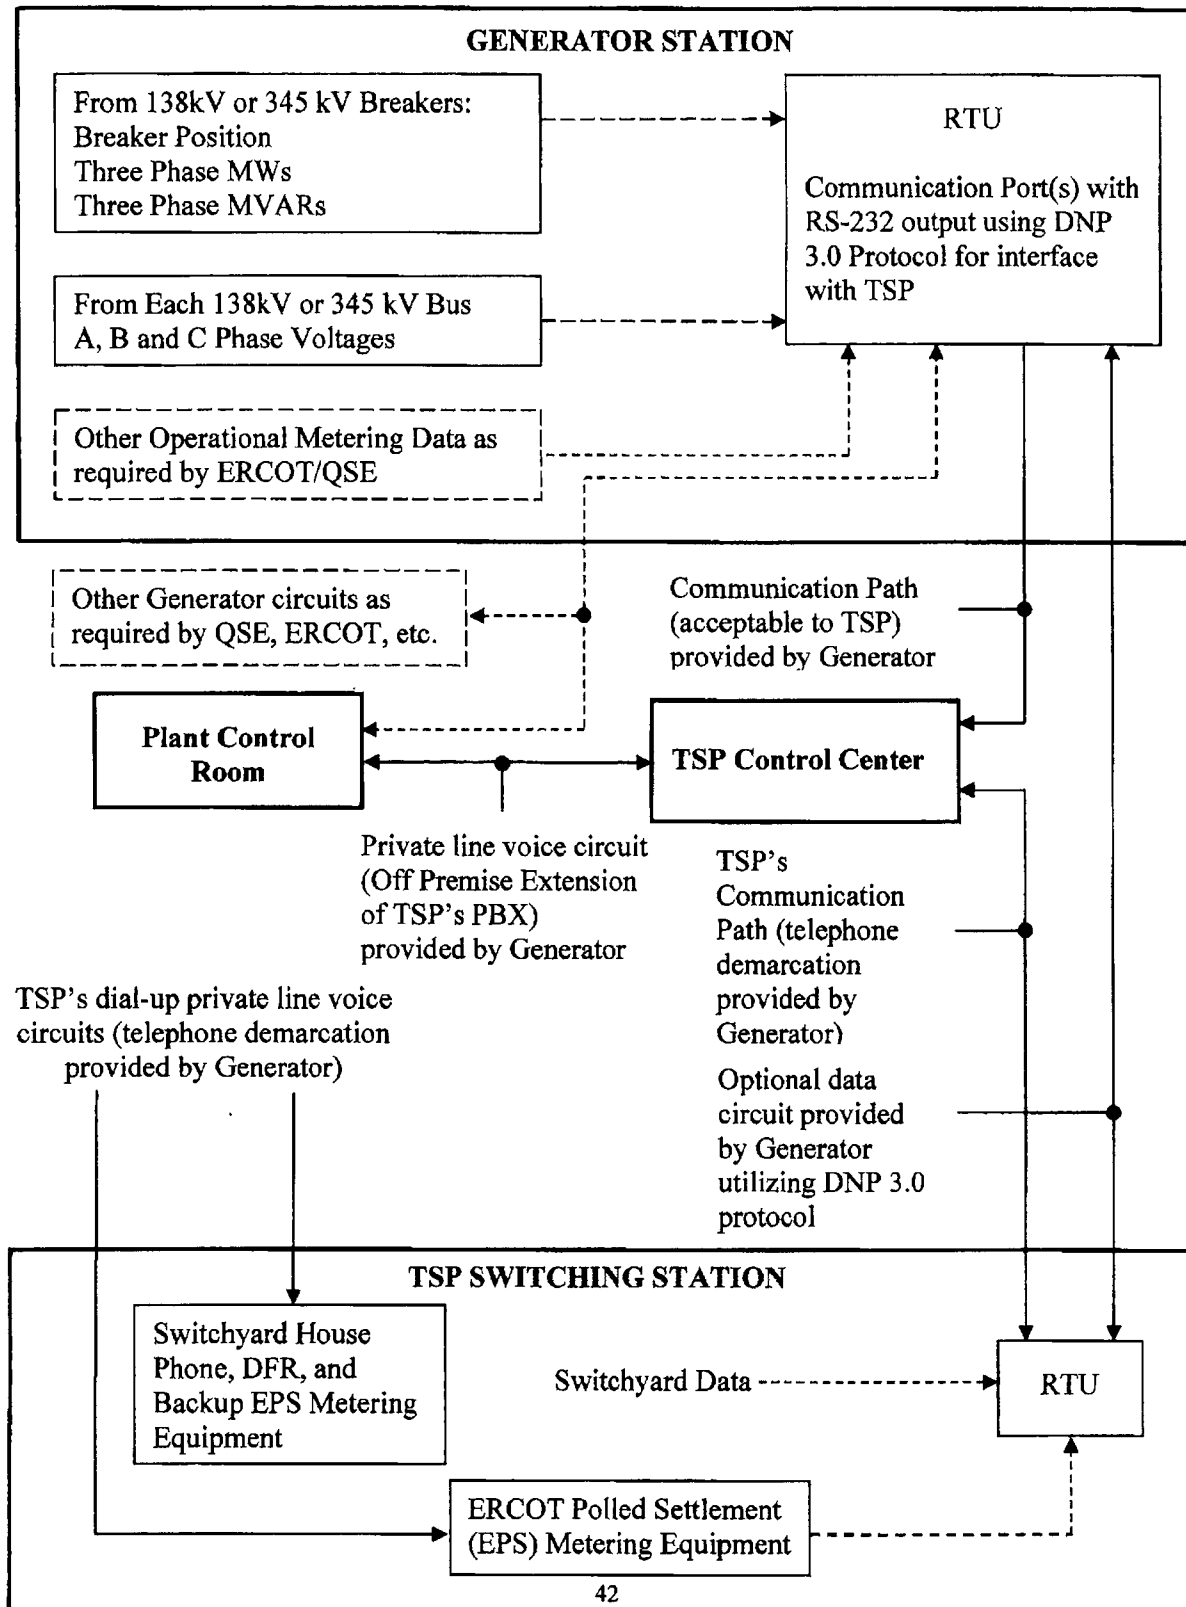 GENERATOR STATION
From 138kV or 345 kV Breakers:
Breaker Position
Three Phase MWs
Three Phase MVARs
RTU
Communication Port(s) with
RS-232 output using DNP
3.0 Protocol for interface
with TSP
From Each 138kV or 345 kV Bus
A, B and C Phase Voltages
Other Operational Metering Data as
required by ERCOT/QSE
Other Generator circuits as
required by QSE, ERCOT, etc.
Communication Path
(acceptable to TSP)
provided by Generator
Plant Control
Room
TSP Control Center
Private line voice circuit
(Off Premise Extension
of TSP's PBX)
provided by Generator
TSP's
Communication
Path (telephone
demarcation
provided by
Generator)
TSP's dial-up private line voice
circuits (telephone demarcation
provided by Generator)
Optional data
circuit provided
by Generator
utilizing DNP 3.0
protocol
TSP SWITCHING STATION
Switchyard House
Phone, DFR, and
Backup EPS Metering
Equipment
Switchyard Data
RTU
ERCOT Polled Settlement
(EPS) Metering Equipment
42